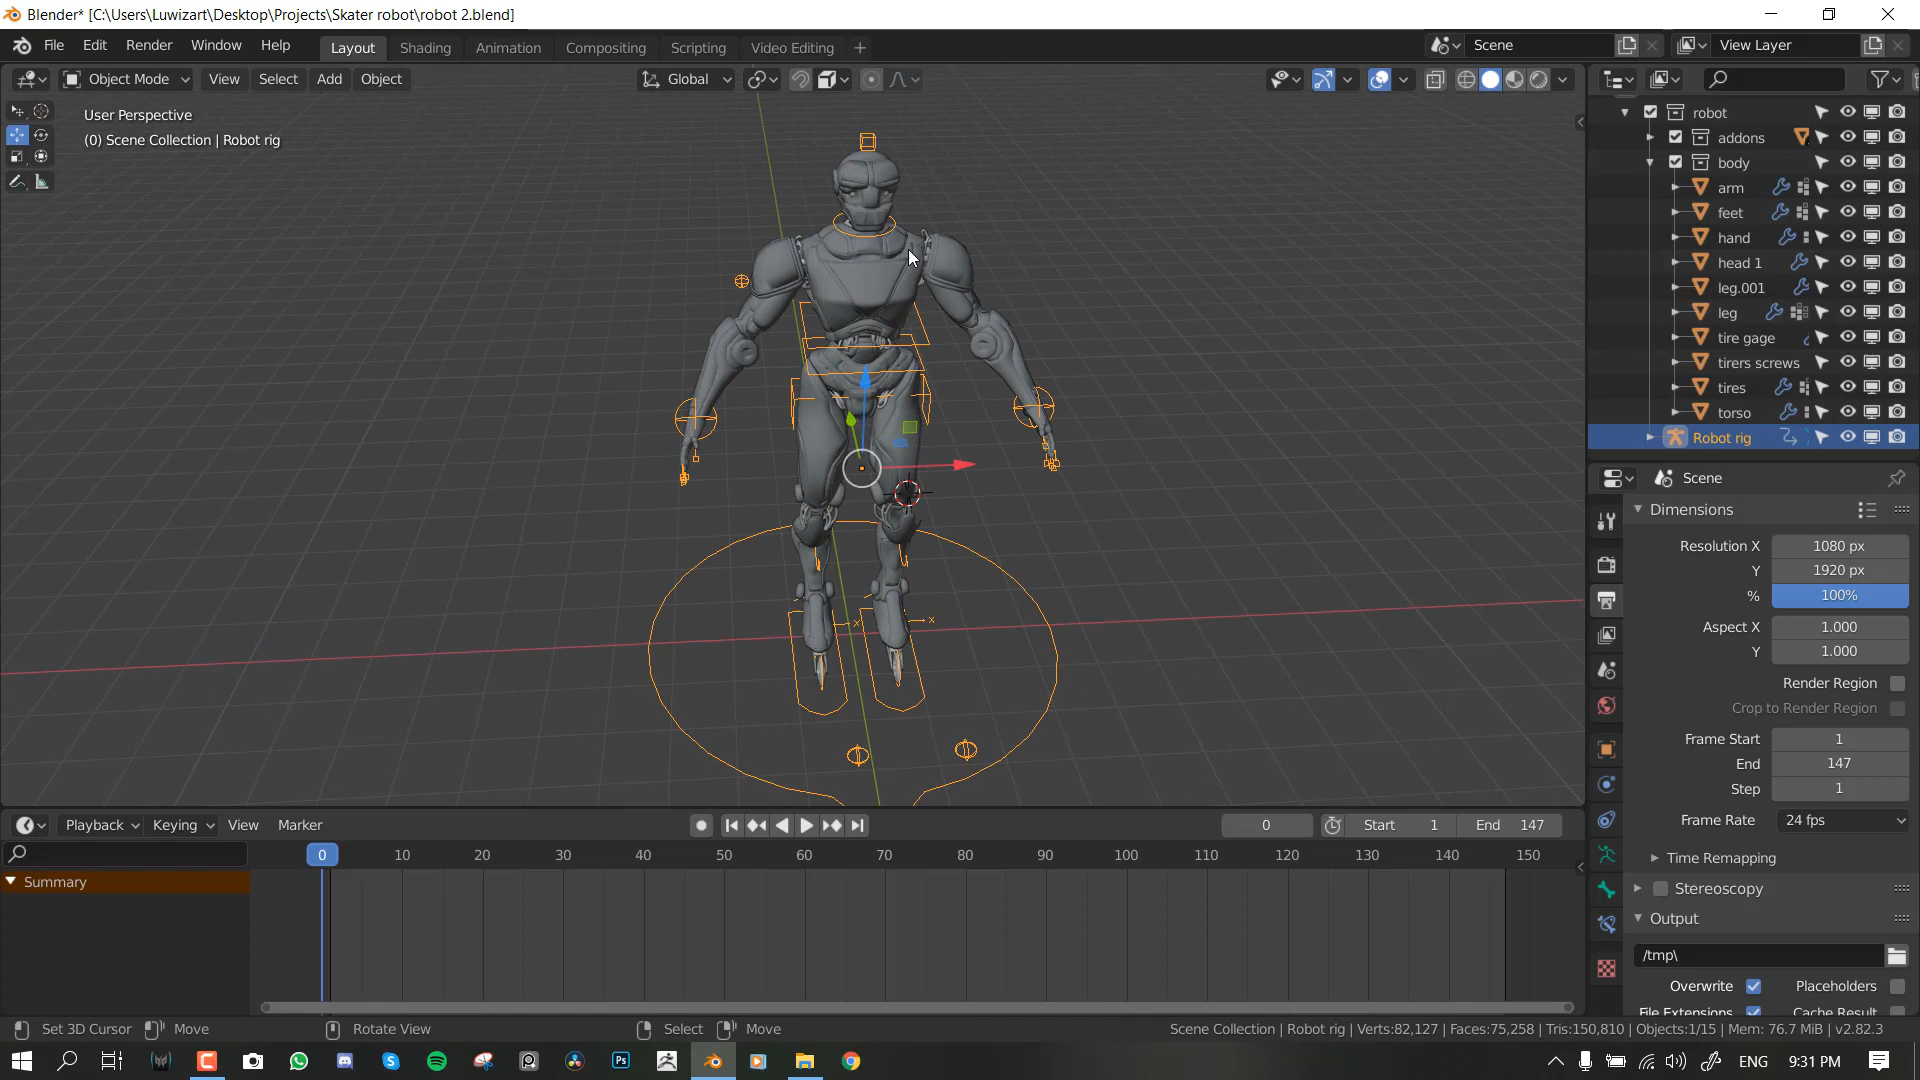 Blender* [C:\Users\Luwizart\Desktop\Projects\Skater robot\robot 2.blend]
File Edit Render Window Help Layout Shading Animation Compositing Scripting Video Editing + Scene View Layer
Object Mode View Select Add Object Global
User Perspective
(0) Scene Collection | Robot rig
robot
addons
body
arm
feet
hand
head 1
leg.001
leg
tire gage
tirers screws
tires
torso
Robot rig
Scene
Dimensions
Resolution X 1080 px
Y 1920 px
% 100%
Aspect X 1.000
Y 1.000
Render Region
Crop to Render Region
Frame Start 1
End 147
Step 1
Frame Rate 24 fps
Time Remapping
Stereoscopy
Output
/tmp\
Overwrite Placeholders
File Extensions Cache Result
x x
Playback Keying View Marker 0 Start 1 End 147
0 10 20 30 40 50 60 70 80 90 100 110 120 130 140 150
Summary
Set 3D Cursor Move Rotate View Select Move Scene Collection | Robot rig | Verts:82,127 | Faces:75,258 | Tris:150,810 | Objects:1/15 | Mem: 76.7 MiB | v2.82.3
Ps ENG 9:31 PM